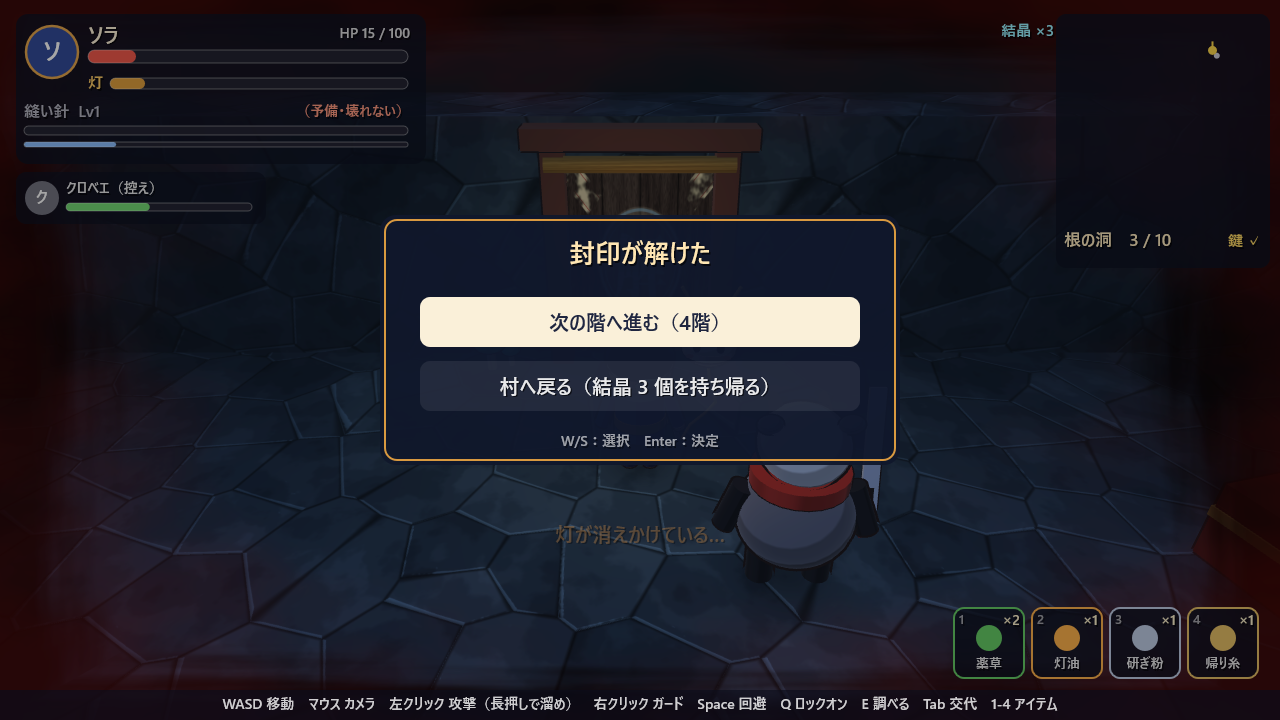 ソ
ソラ
HP 15 / 100
灯
縫い針 Lv1
（予備・壊れない）
ク
クロベエ（控え）
結晶 ×3
根の洞 3 / 10
鍵 ✓
封印が解けた
次の階へ進む（4階）
村へ戻る（結晶 3 個を持ち帰る）
W/S：選択 Enter：決定
灯が消えかけている…
1 ×2
薬草
2 ×1
灯油
3 ×1
研ぎ粉
4 ×1
帰り糸
WASD 移動 マウス カメラ 左クリック 攻撃（長押しで溜め） 右クリック ガード Space 回避 Q ロックオン E 調べる Tab 交代 1-4 アイテム